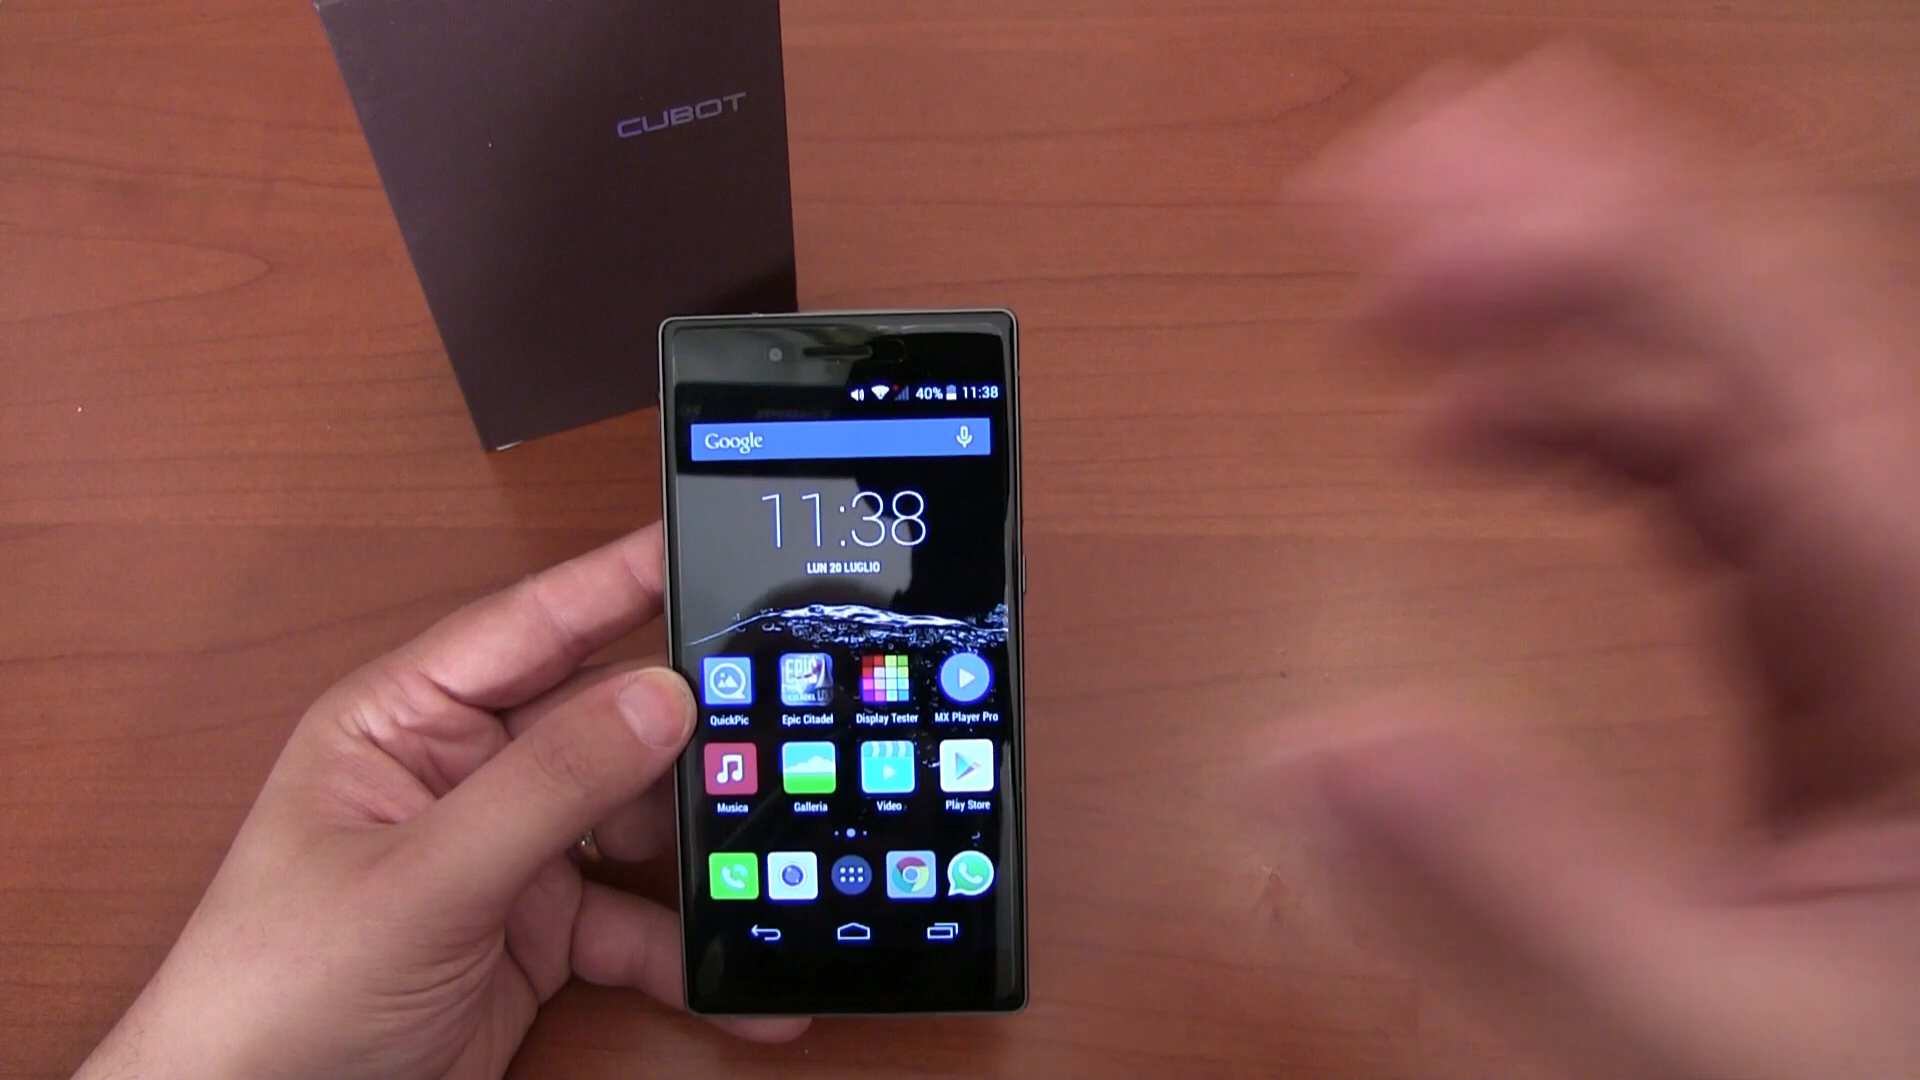 CUBOT
40% 11:38
Google
11:38
LUN 20 LUGLIO
QuickPic Epic Citadel Display Tester MX Player Pro
Musica Galleria Video Play Store